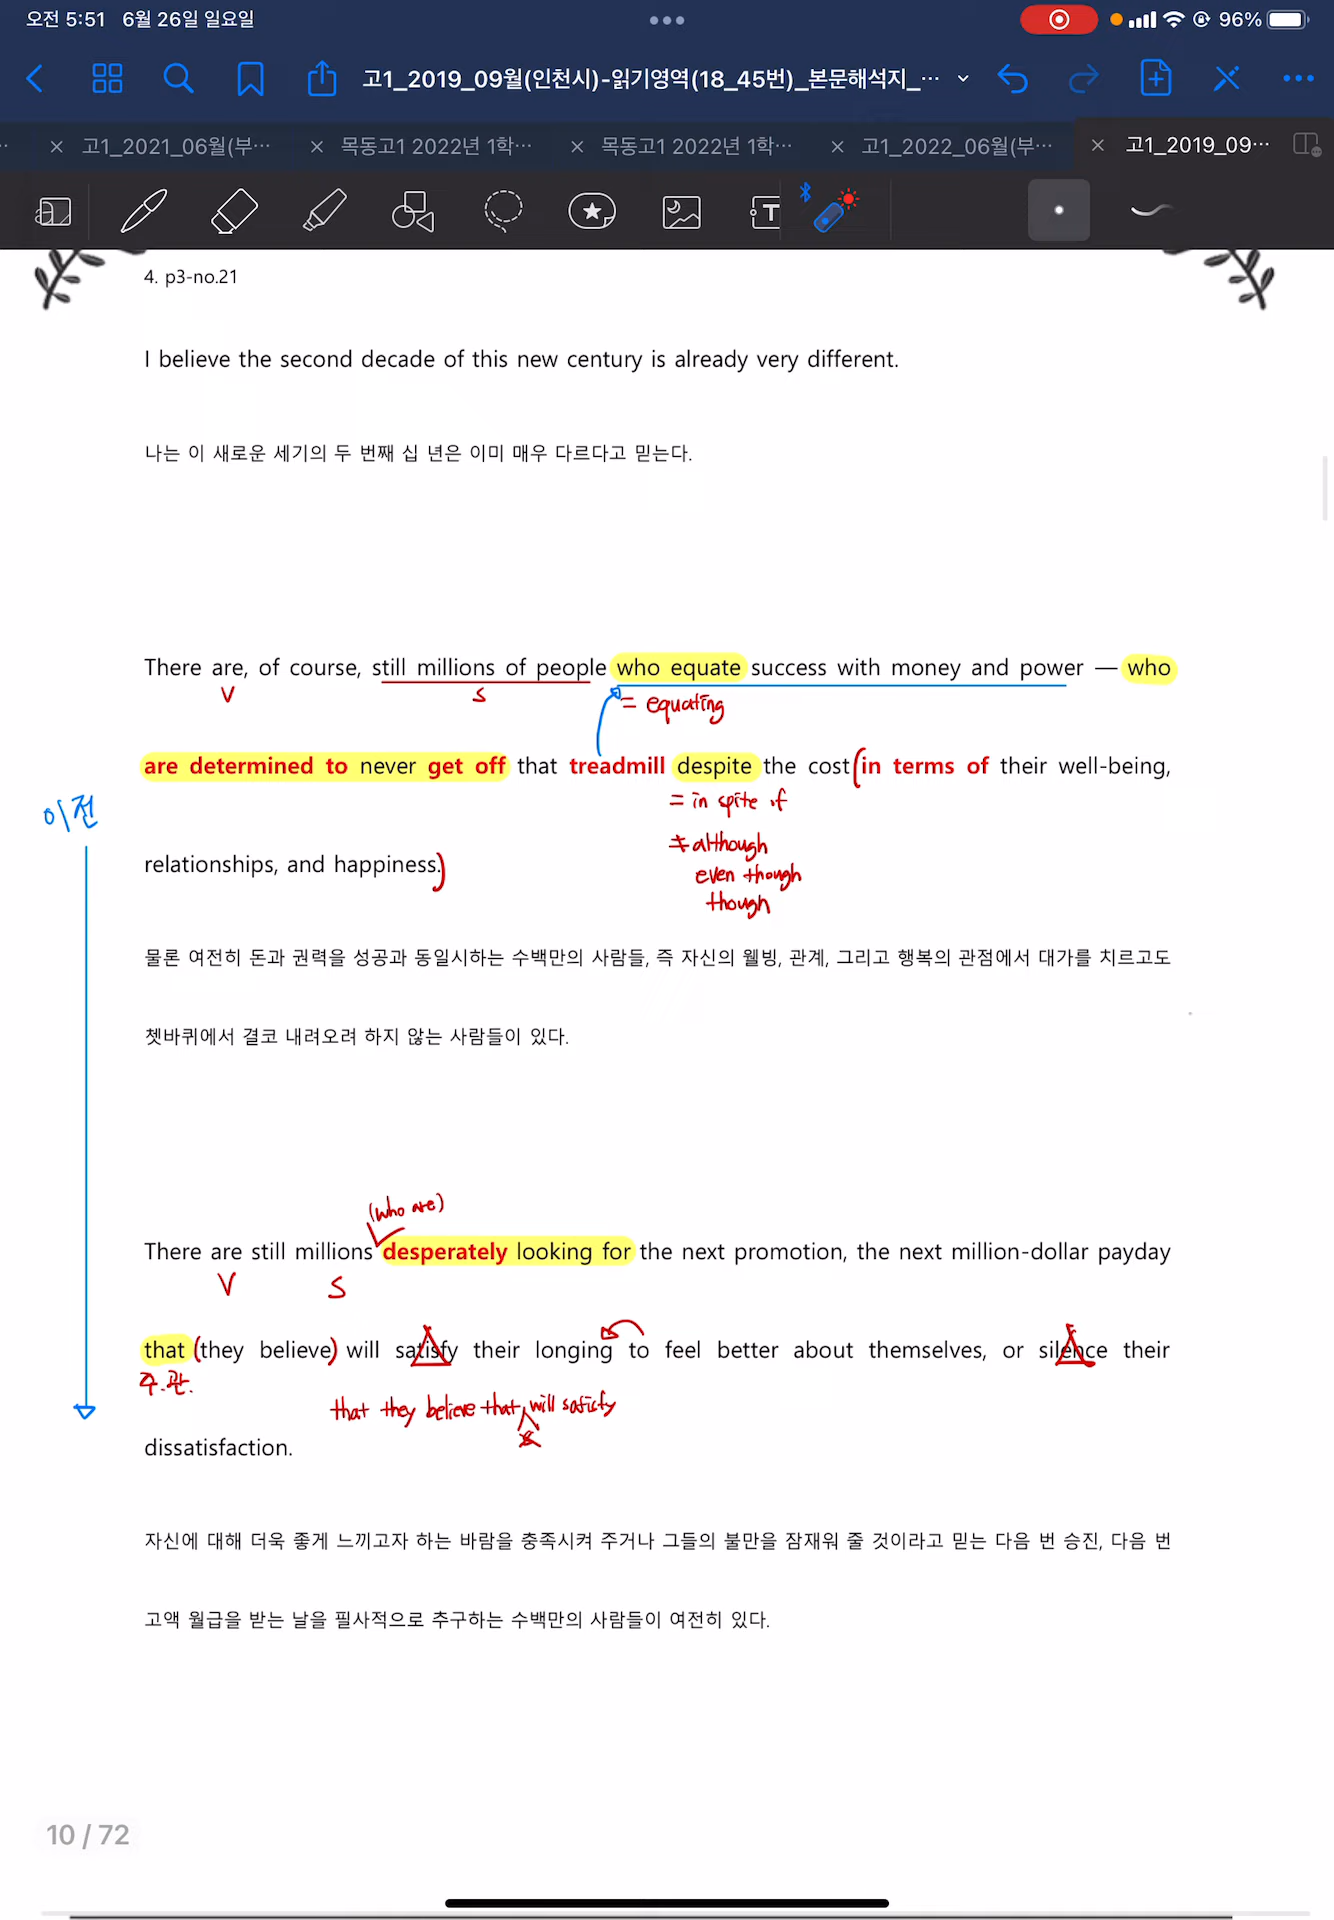 오전 5:51 6월 26일 일요일
96%
고1_2019_09월(인천시)-읽기영역(18_45번)_본문해석지_...
고1_2021_06월(부...
목동고1 2022년 1학...
목동고1 2022년 1학...
고1_2022_06월(부...
고1_2019_09...
4. p3-no.21
I believe the second decade of this new century is already very different.
나는 이 새로운 세기의 두 번째 십 년은 이미 매우 다르다고 믿는다.
There are, of course, still millions of people who equate success with money and power — who
V S
= equating
are determined to never get off that treadmill despite the cost (in terms of their well-being,
이전
= in spite of
≠ although
relationships, and happiness.)
even though
though
물론 여전히 돈과 권력을 성공과 동일시하는 수백만의 사람들, 즉 자신의 웰빙, 관계, 그리고 행복의 관점에서 대가를 치르고도
쳇바퀴에서 결코 내려오려 하지 않는 사람들이 있다.
(who are)
There are still millions desperately looking for the next promotion, the next million-dollar payday
V S
that (they believe) will satisfy their longing to feel better about themselves, or silence their
주.관.
that they believe that will satisfy
dissatisfaction.
자신에 대해 더욱 좋게 느끼고자 하는 바람을 충족시켜 주거나 그들의 불만을 잠재워 줄 것이라고 믿는 다음 번 승진, 다음 번
고액 월급을 받는 날을 필사적으로 추구하는 수백만의 사람들이 여전히 있다.
10 / 72